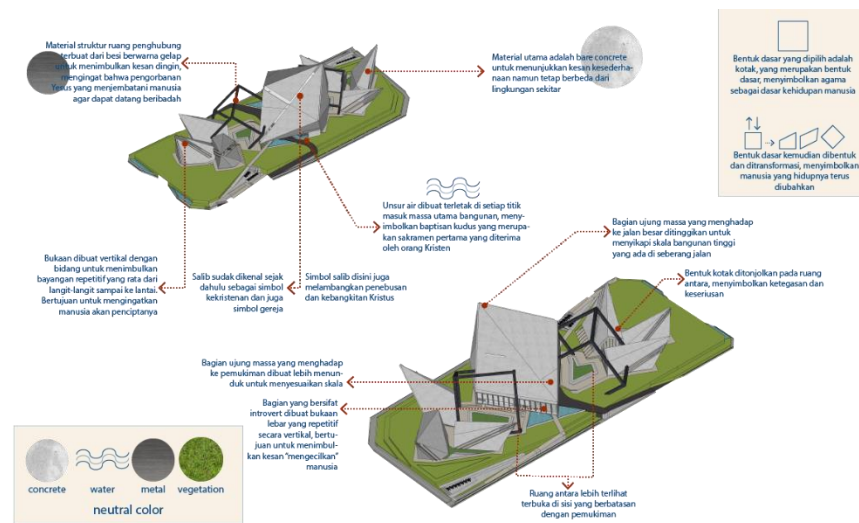 Material struktur ruang penghubung
terbuat dari besi berwarna gelap
untuk menimbulkan kesan dingin,
mengingat bahwa pengorbanan
Yesus yang menjembatani manusia
agar dapat datang beribadah
Material utama adalah bare concrete
untuk menunjukkan kesan kesederha-
naan namun tetap berbeda dari
lingkungan sekitar
Bentuk dasar yang dipilih adalah
kotak, yang merupakan bentuk
dasar, menyimbolkan agama
sebagai dasar kehidupan manusia
Bentuk dasar kemudian dibentuk
dan ditransformasi, menyimbolkan
manusia yang hidupnya terus
diubahkan
Unsur air dibuat terletak di setiap titik
masuk massa utama bangunan, meny-
imbolkan baptisan kudus yang merupa-
kan sakramen pertama yang diterima
oleh orang Kristen
Bukaan dibuat vertikal dengan
bidang untuk menimbulkan
bayangan repetitif yang rata dari
langit-langit sampai ke lantai.
Bertujuan untuk mengingatkan
manusia akan penciptanya
Salib sudak dikenal sejak
dahulu sebagai simbol
kekristenan dan juga
simbol gereja
Simbol salib disini juga
melambangkan penebusan
dan kebangkitan Kristus
Bagian ujung massa yang menghadap
ke jalan besar ditinggikan untuk
menyikapi skala bangunan tinggi
yang ada di seberang jalan
Bentuk kotak ditonjolkan pada ruang
antara, menyimbolkan ketegasan dan
keseriusan
Bagian ujung massa yang menghadap
ke pemukiman dibuat lebih menun-
duk untuk menyesuaikan skala
Bagian yang bersifat
introvert dibuat bukaan
lebar yang repetitif
secara vertikal, bertu-
juan untuk menimbul-
kan kesan "mengecilkan"
manusia
Ruang antara lebih terlihat
terbuka di sisi yang berbatasan
dengan pemukiman
concrete water metal vegetation
neutral color